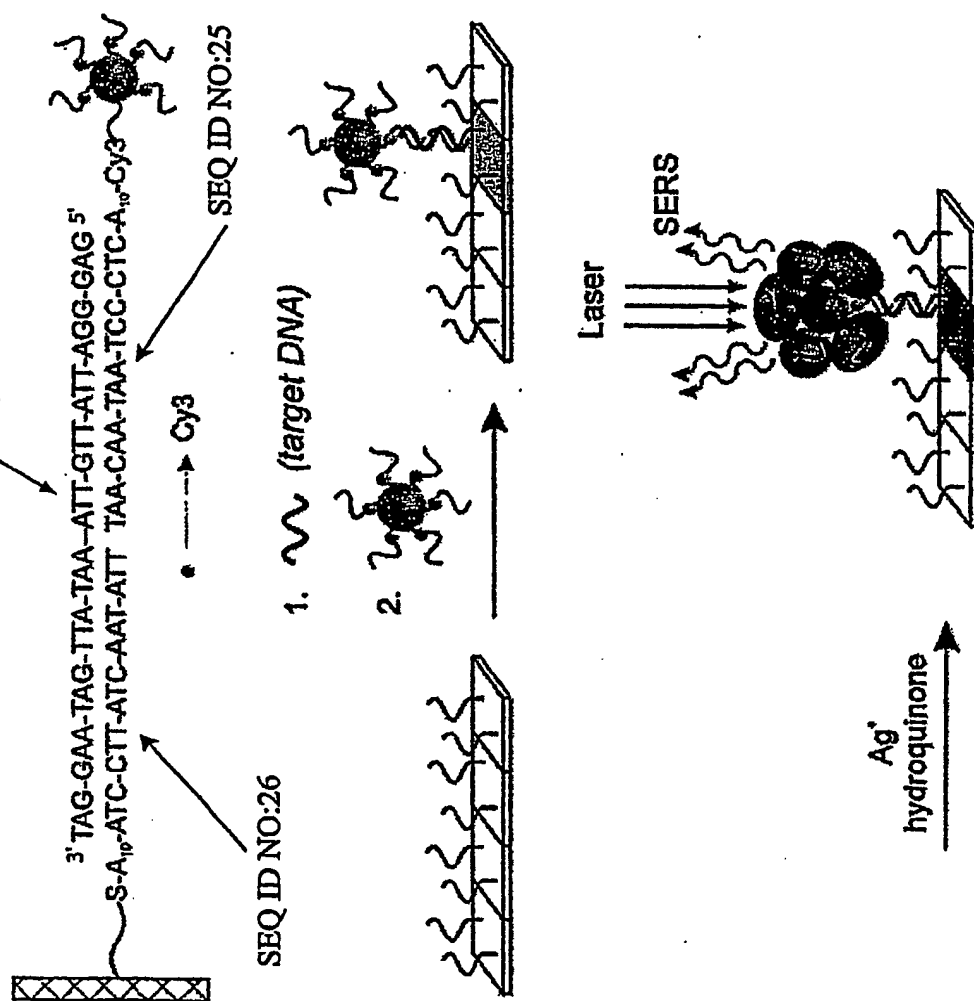 3' TAG-GAA-TAG-TTA-TAA-ATT-GTT-ATT-AGG-GAG 5'
S-A10-ATC-CTT-ATC-AAT-ATT TAA-CAA-TAA-TCC-CTC-A10-Cy3
SEQ ID NO:25
SEQ ID NO:26
Cy3
1. (target DNA)
2.
Laser
SERS
Ag+
hydroquinone